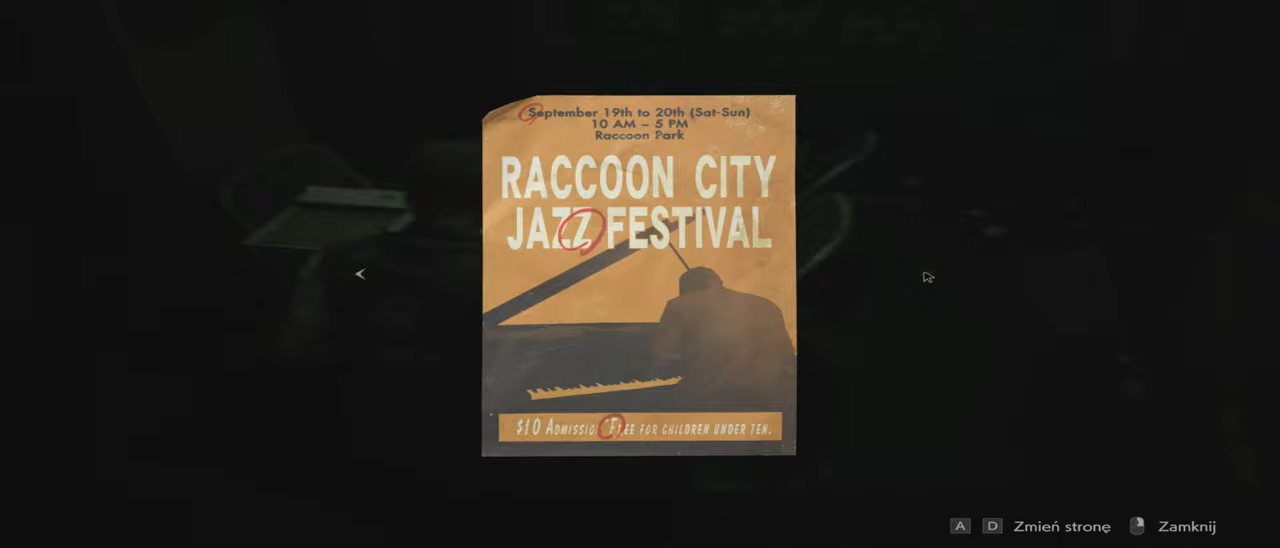 September 19th to 20th (Sat-Sun)
10 AM ~ 5 PM
Raccoon Park
RACCOON CITY
JAZZ FESTIVAL
$10 ADMISSIO FREE FOR CHILDREN UNDER TEN.
A D Zmień stronę Zamknij